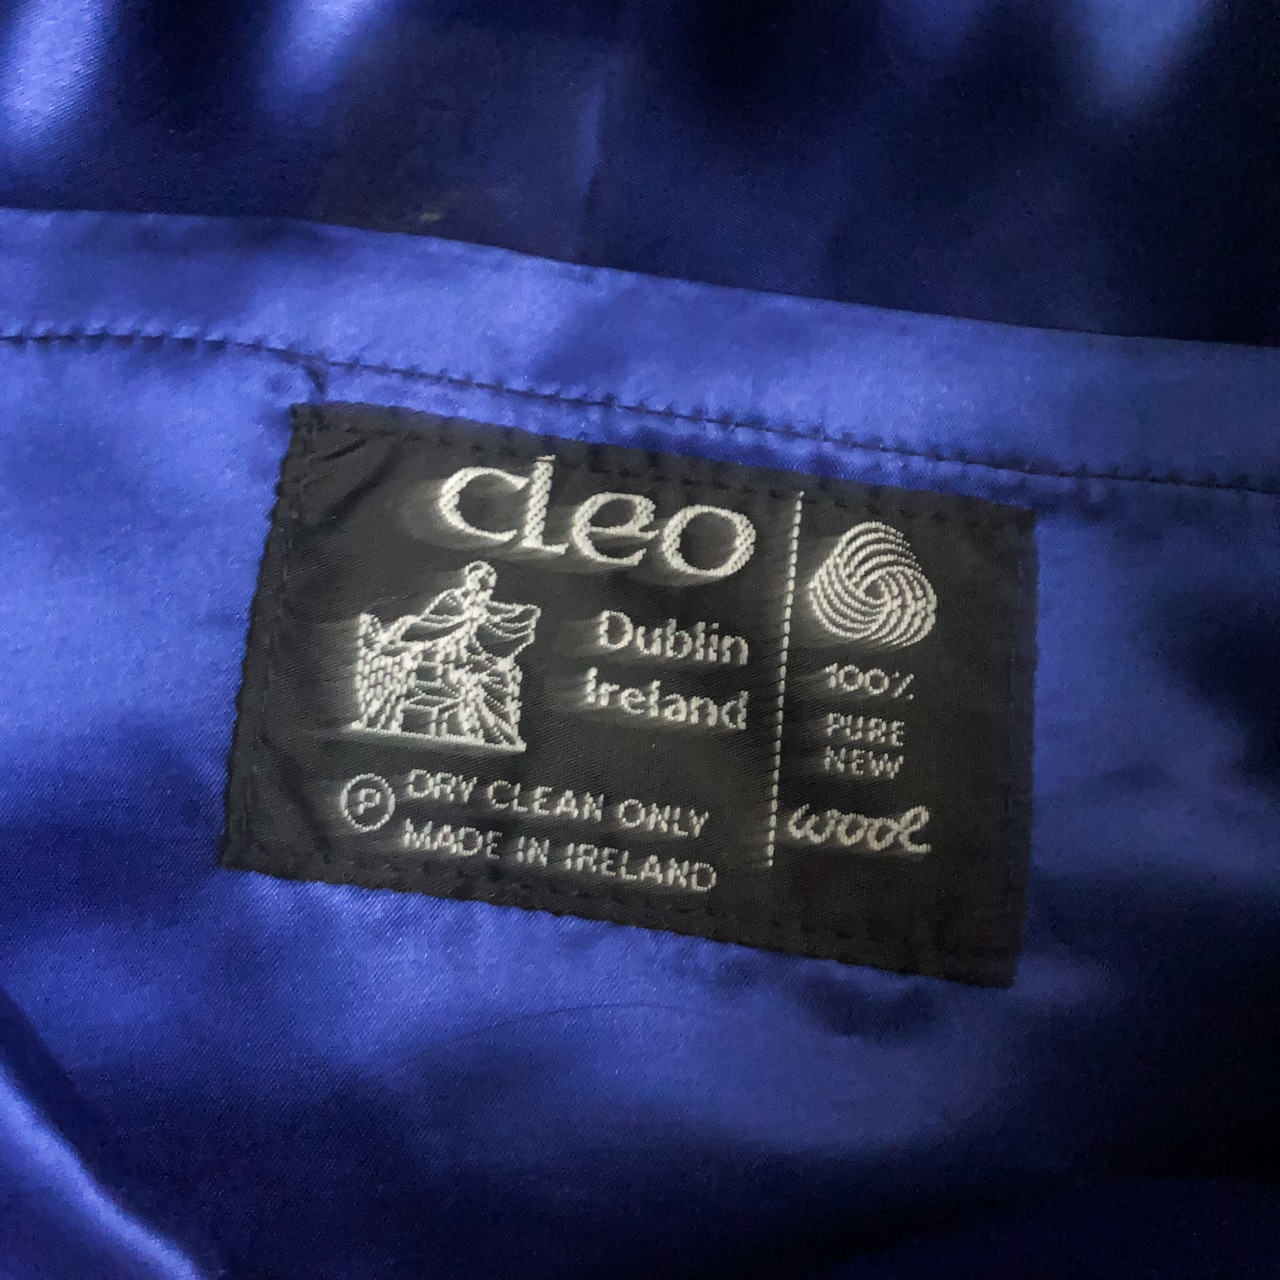 cleo
Dublin
Ireland
Ⓟ DRY CLEAN ONLY
MADE IN IRELAND
100%
PURE
NEW
wool